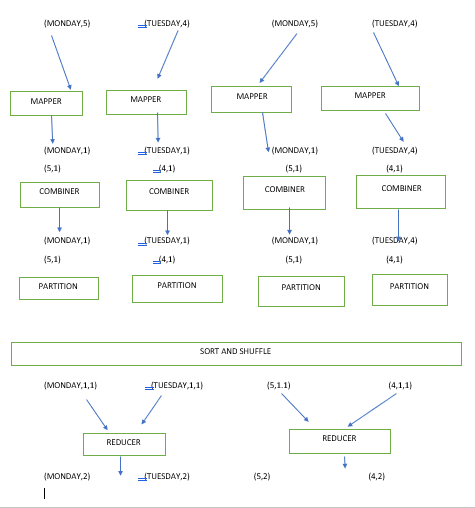 (MONDAY,5) (TUESDAY,4) (MONDAY,5) (TUESDAY,4)
MAPPER MAPPER MAPPER MAPPER
(MONDAY,1) (TUESDAY,1) (MONDAY,1) (TUESDAY,4)
(5,1) (4,1) (5,1) (4,1)
COMBINER COMBINER COMBINER COMBINER
(MONDAY,1) (TUESDAY,1) (MONDAY,1) (TUESDAY,4)
(5,1) (4,1) (5,1) (4,1)
PARTITION PARTITION PARTITION PARTITION
SORT AND SHUFFLE
(MONDAY,1,1) (TUESDAY,1,1) (5,1.1) (4,1,1)
REDUCER REDUCER
(MONDAY,2) (TUESDAY,2) (5,2) (4,2)